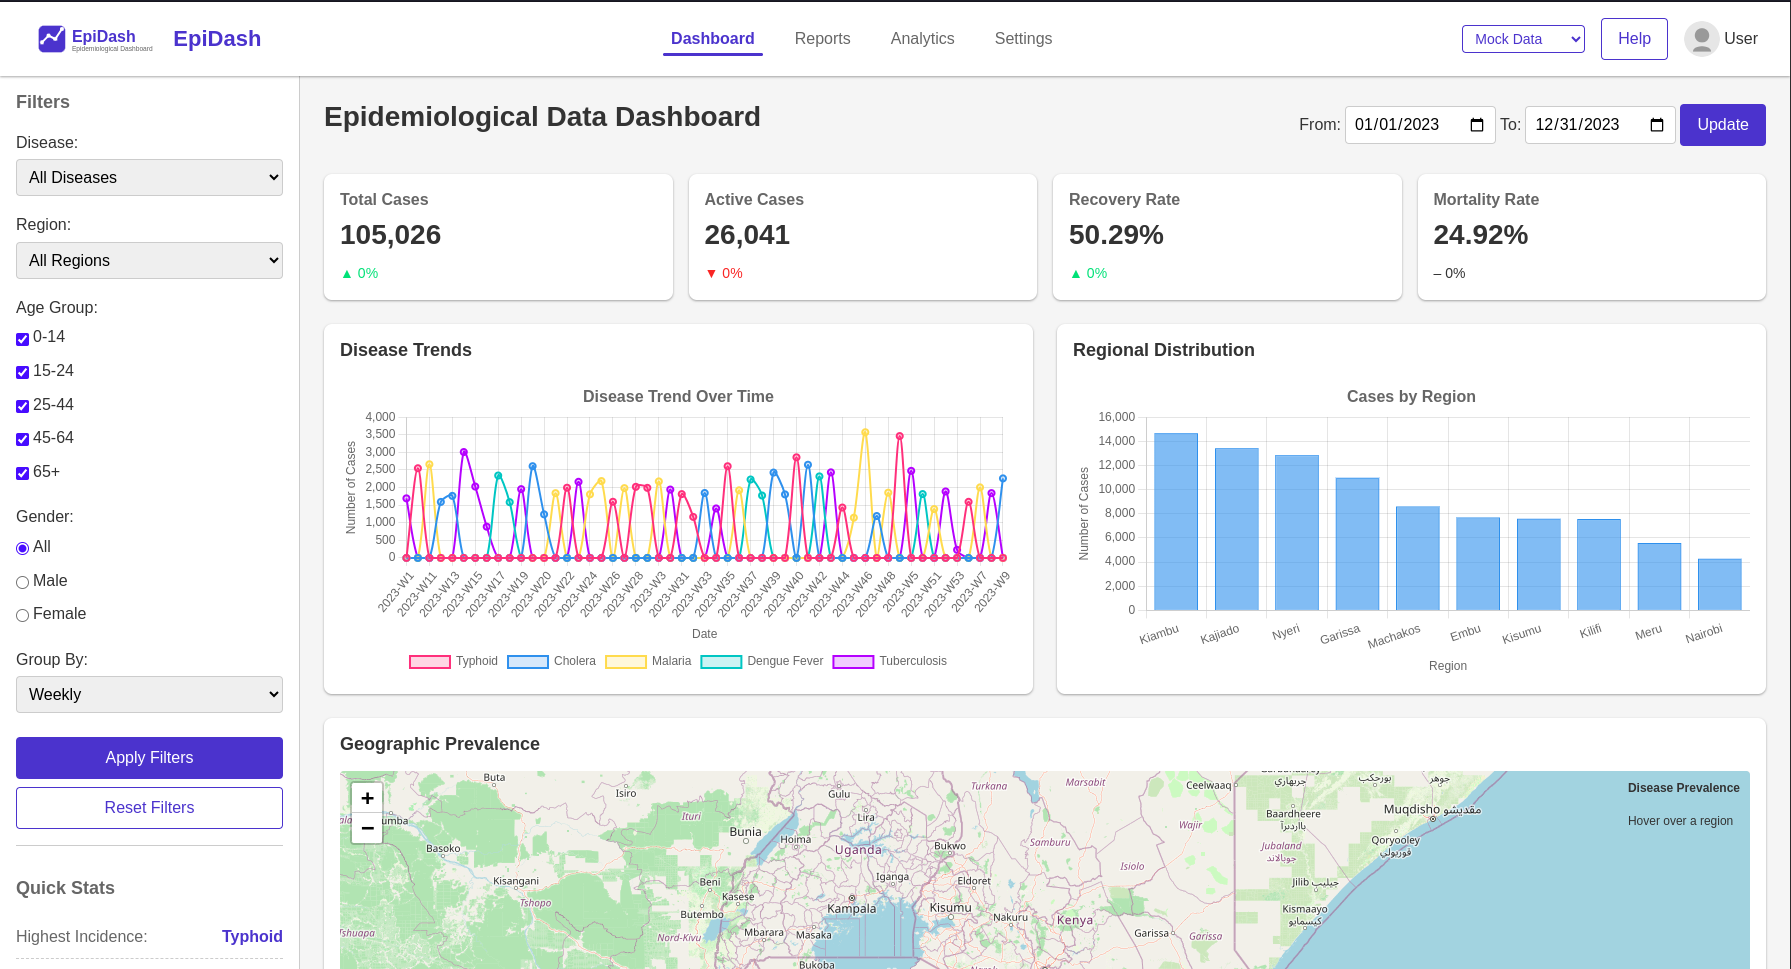 EpiDash
Epidemiological Dashboard
EpiDash
Dashboard
Reports
Analytics
Settings
Mock Data
Help
User
Filters
Disease:
All Diseases
Region:
All Regions
Age Group:
0-14
15-24
25-44
45-64
65+
Gender:
All
Male
Female
Group By:
Weekly
Apply Filters
Reset Filters
Quick Stats
Highest Incidence: Typhoid
Epidemiological Data Dashboard
From: 01/01/2023 To: 12/31/2023 Update
Total Cases
105,026
▲ 0%
Active Cases
26,041
▼ 0%
Recovery Rate
50.29%
▲ 0%
Mortality Rate
24.92%
– 0%
Disease Trends
Disease Trend Over Time
Number of Cases
4,000
3,500
3,000
2,500
2,000
1,500
1,000
500
0
2023-W1
2023-W11
2023-W13
2023-W15
2023-W17
2023-W19
2023-W20
2023-W22
2023-W24
2023-W26
2023-W28
2023-W3
2023-W31
2023-W33
2023-W35
2023-W37
2023-W39
2023-W40
2023-W42
2023-W44
2023-W46
2023-W48
2023-W5
2023-W51
2023-W53
2023-W7
2023-W9
Date
Typhoid
Cholera
Malaria
Dengue Fever
Tuberculosis
Regional Distribution
Cases by Region
Number of Cases
16,000
14,000
12,000
10,000
8,000
6,000
4,000
2,000
0
Kiambu
Kajiado
Nyeri
Garissa
Machakos
Embu
Kisumu
Kilifi
Meru
Nairobi
Region
Geographic Prevalence
+
−
Disease Prevalence
Hover over a region
Buta
Isiro
Gulu
Turkana
Marsabit
Ceelwaaq
جربهاري
بورجكب
جوهر
Ituri
Bunia
Lira
Hoima
Uganda
Bukwo
Samburu
Wajir
Baardheere
بااردىرآ
Muqdisho مقديشو
Qoryooley
قوريولي
Basoko
Kisangani
Tshopo
Beni
Kasese
Butembo
Iganga
Eldoret
Isiolo
Jubaland
جوبالاند
Jilib جيليب
Kampala
Kisumu
Nakuru
Kenya
Kismaayo
كيسمايو
Tshuapa
Nord-Kivu
Mbarara
Masaka
Garissa
Garissa
Bukoba